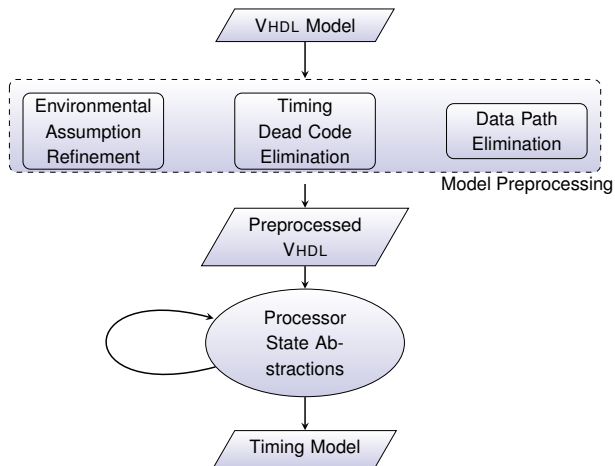 VHDL Model
Environmental
Assumption
Refinement
Timing
Dead Code
Elimination
Data Path
Elimination
Model Preprocessing
Preprocessed
VHDL
Processor
State Ab-
stractions
Timing Model